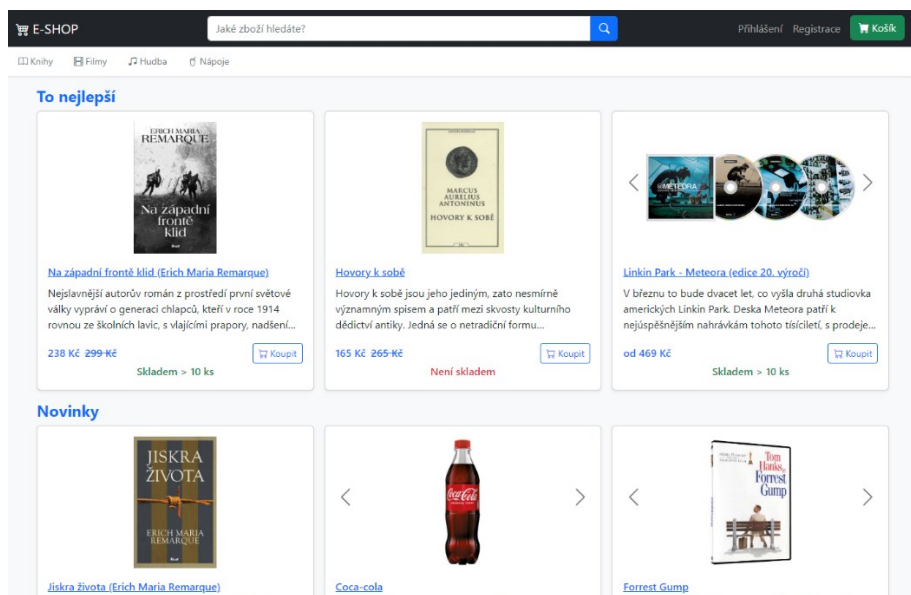 E-SHOP
Jaké zboží hledáte?
Přihlášení
Registrace
Košík
Knihy
Filmy
Hudba
Nápoje
To nejlepší
ERICH MARIA
REMARQUE
Na západní
frontě
klid
MARCUS
AURELIUS
ANTONINUS
HOVORY K SOBĚ
METEORA
Na západní frontě klid (Erich Maria Remarque)
Nejslavnější autorův román z prostředí první světové
války vypráví o generaci chlapců, kteří v roce 1914
rovnou ze školních lavic, s vlajícími prapory, nadšení...
238 Kč 299 Kč
Koupit
Skladem > 10 ks
Hovory k sobě
Hovory k sobě jsou jeho jediným, zato nesmírně
významným spisem a patří mezi skvosty kulturního
dědictví antiky. Jedná se o netradiční formu...
165 Kč 265 Kč
Koupit
Není skladem
Linkin Park - Meteora (edice 20. výročí)
V březnu to bude dvacet let, co vyšla druhá studiovka
amerických Linkin Park. Deska Meteora patří k
nejúspěšnějším nahrávkám tohoto tisíciletí, s prodeje...
od 469 Kč
Koupit
Skladem > 10 ks
Novinky
JISKRA
ŽIVOTA
ERICH MARIA
REMARQUE
Coca-Cola
Tom
Hanks
Forrest
Gump
Jiskra života (Erich Maria Remarque)
Coca-cola
Forrest Gump